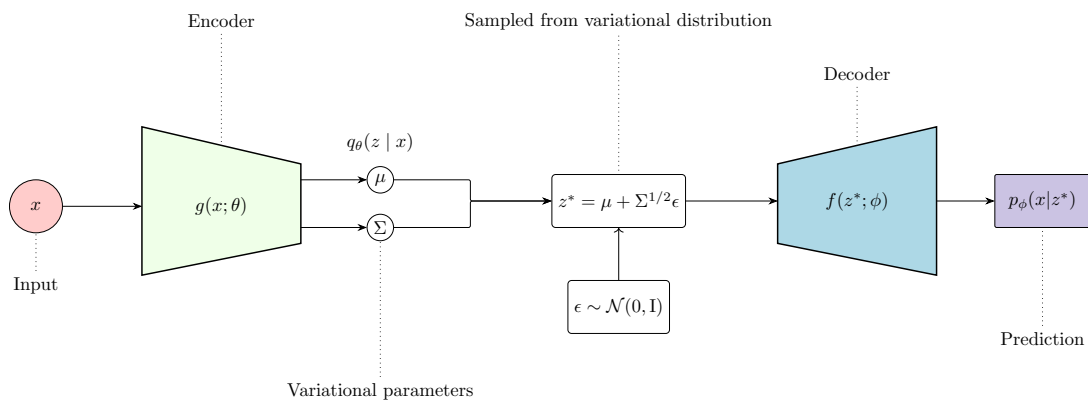 Encoder
Sampled from variational distribution
Decoder
q_θ(z | x)
x
g(x; θ)
μ
Σ
z* = μ + Σ^{1/2}ϵ
f(z*; ϕ)
p_ϕ(x|z*)
ϵ ∼ 𝒩(0, I)
Input
Prediction
Variational parameters